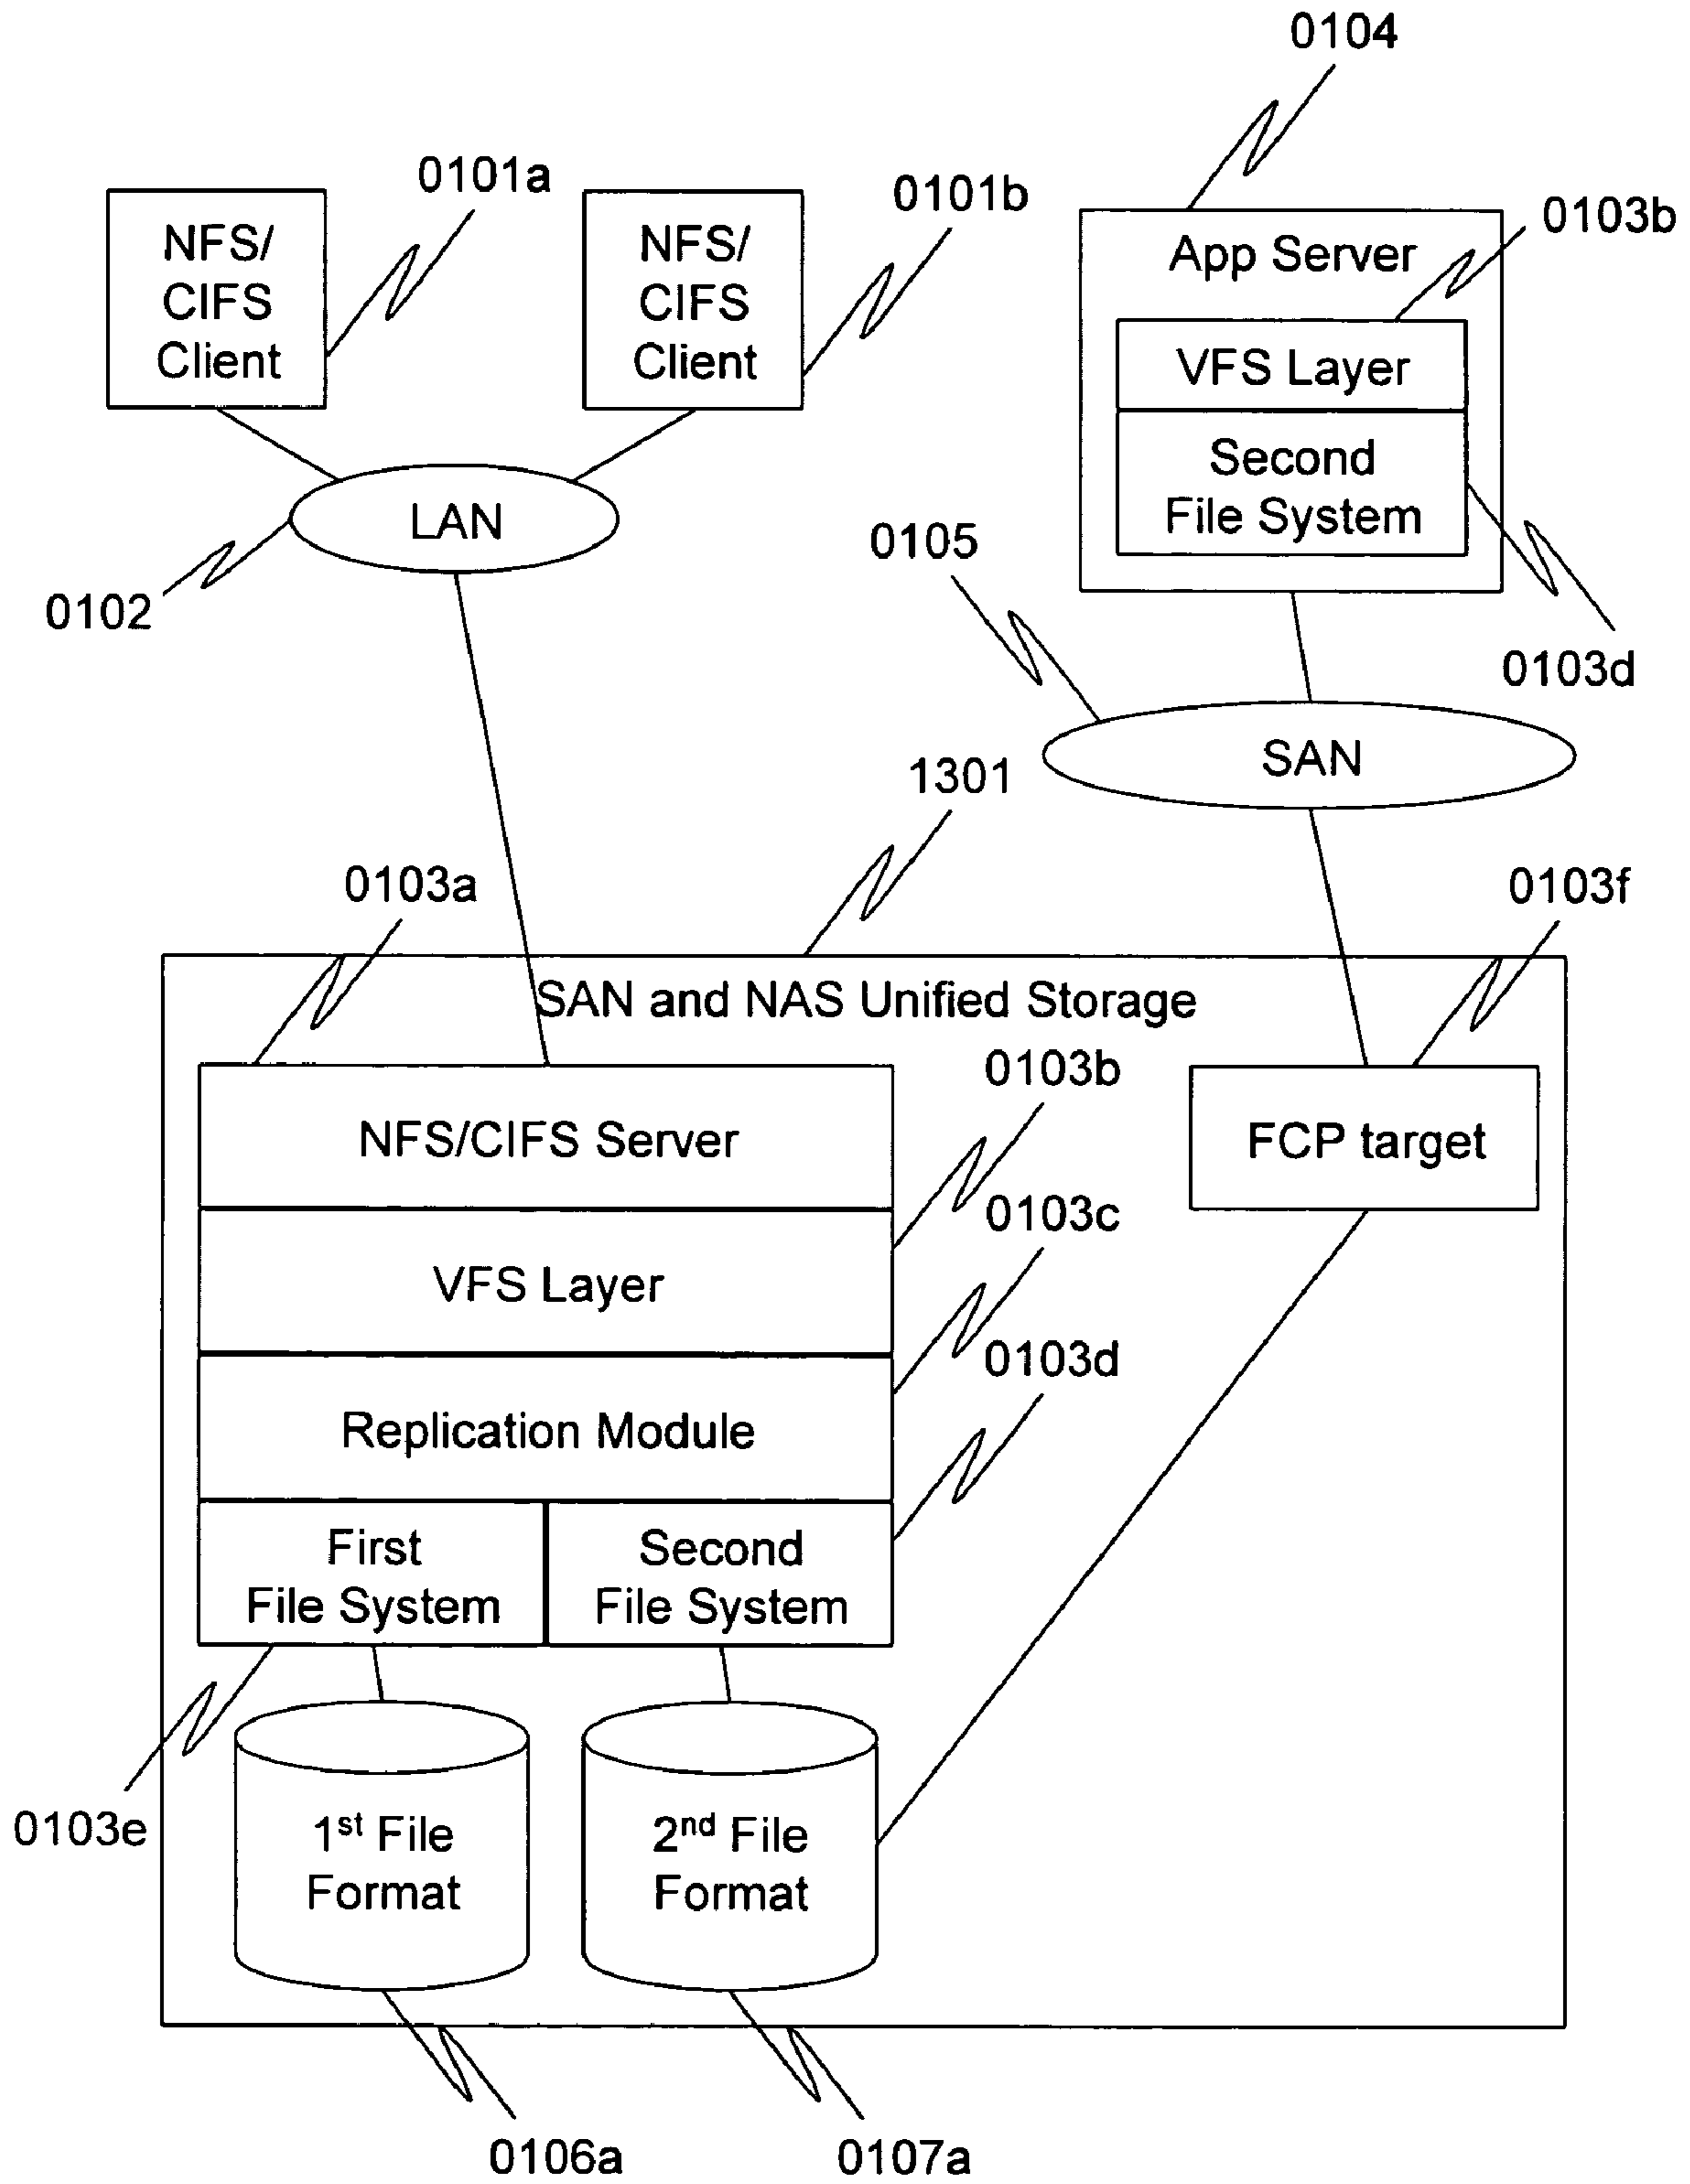 0104
0101a
0101b
0103b
NFS/
CIFS
Client
NFS/
CIFS
Client
App Server
VFS Layer
Second
File System
LAN
0105
0102
0103d
SAN
1301
0103a
0103f
SAN and NAS Unified Storage
0103b
NFS/CIFS Server
FCP target
0103c
VFS Layer
0103d
Replication Module
First
File System
Second
File System
0103e
1st File
Format
2nd File
Format
0106a
0107a